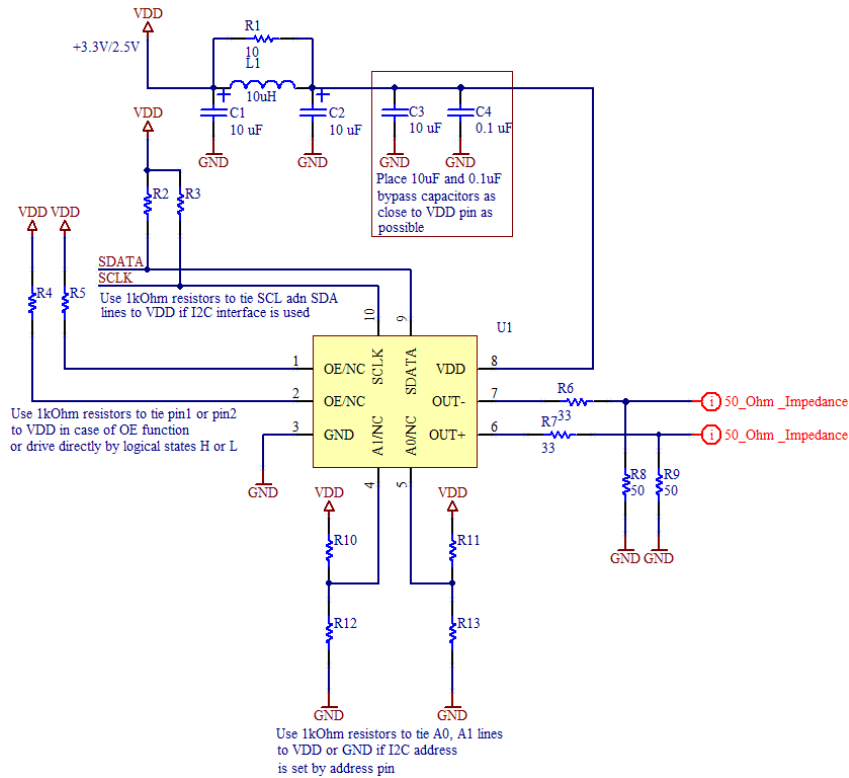 VDD
R1
+3.3V/2.5V
10
L1
10uH
C1
10 uF
C2
10 uF
C3
10 uF
C4
0.1 uF
GND
GND
GND
GND
VDD
Place 10uF and 0.1uF
bypass capacitors as
close to VDD pin as
possible
R2
R3
VDD
VDD
SDATA
SCLK
R4
R5
Use 1kOhm resistors to tie SCL adn SDA
lines to VDD if I2C interface is used
10
9
U1
1
OE/NC
SCLK
SDATA
VDD
8
2
OE/NC
OUT-
7
R6
33
50_Ohm _Impedance
Use 1kOhm resistors to tie pin1 or pin2
to VDD in case of OE function
or drive directly by logical states H or L
3
GND
A1/NC
A0/NC
OUT+
6
R7
33
50_Ohm _Impedance
GND
4
5
R8
50
R9
50
GND
GND
VDD
VDD
R10
R11
R12
R13
GND
GND
Use 1kOhm resistors to tie A0, A1 lines
to VDD or GND if I2C address
is set by address pin